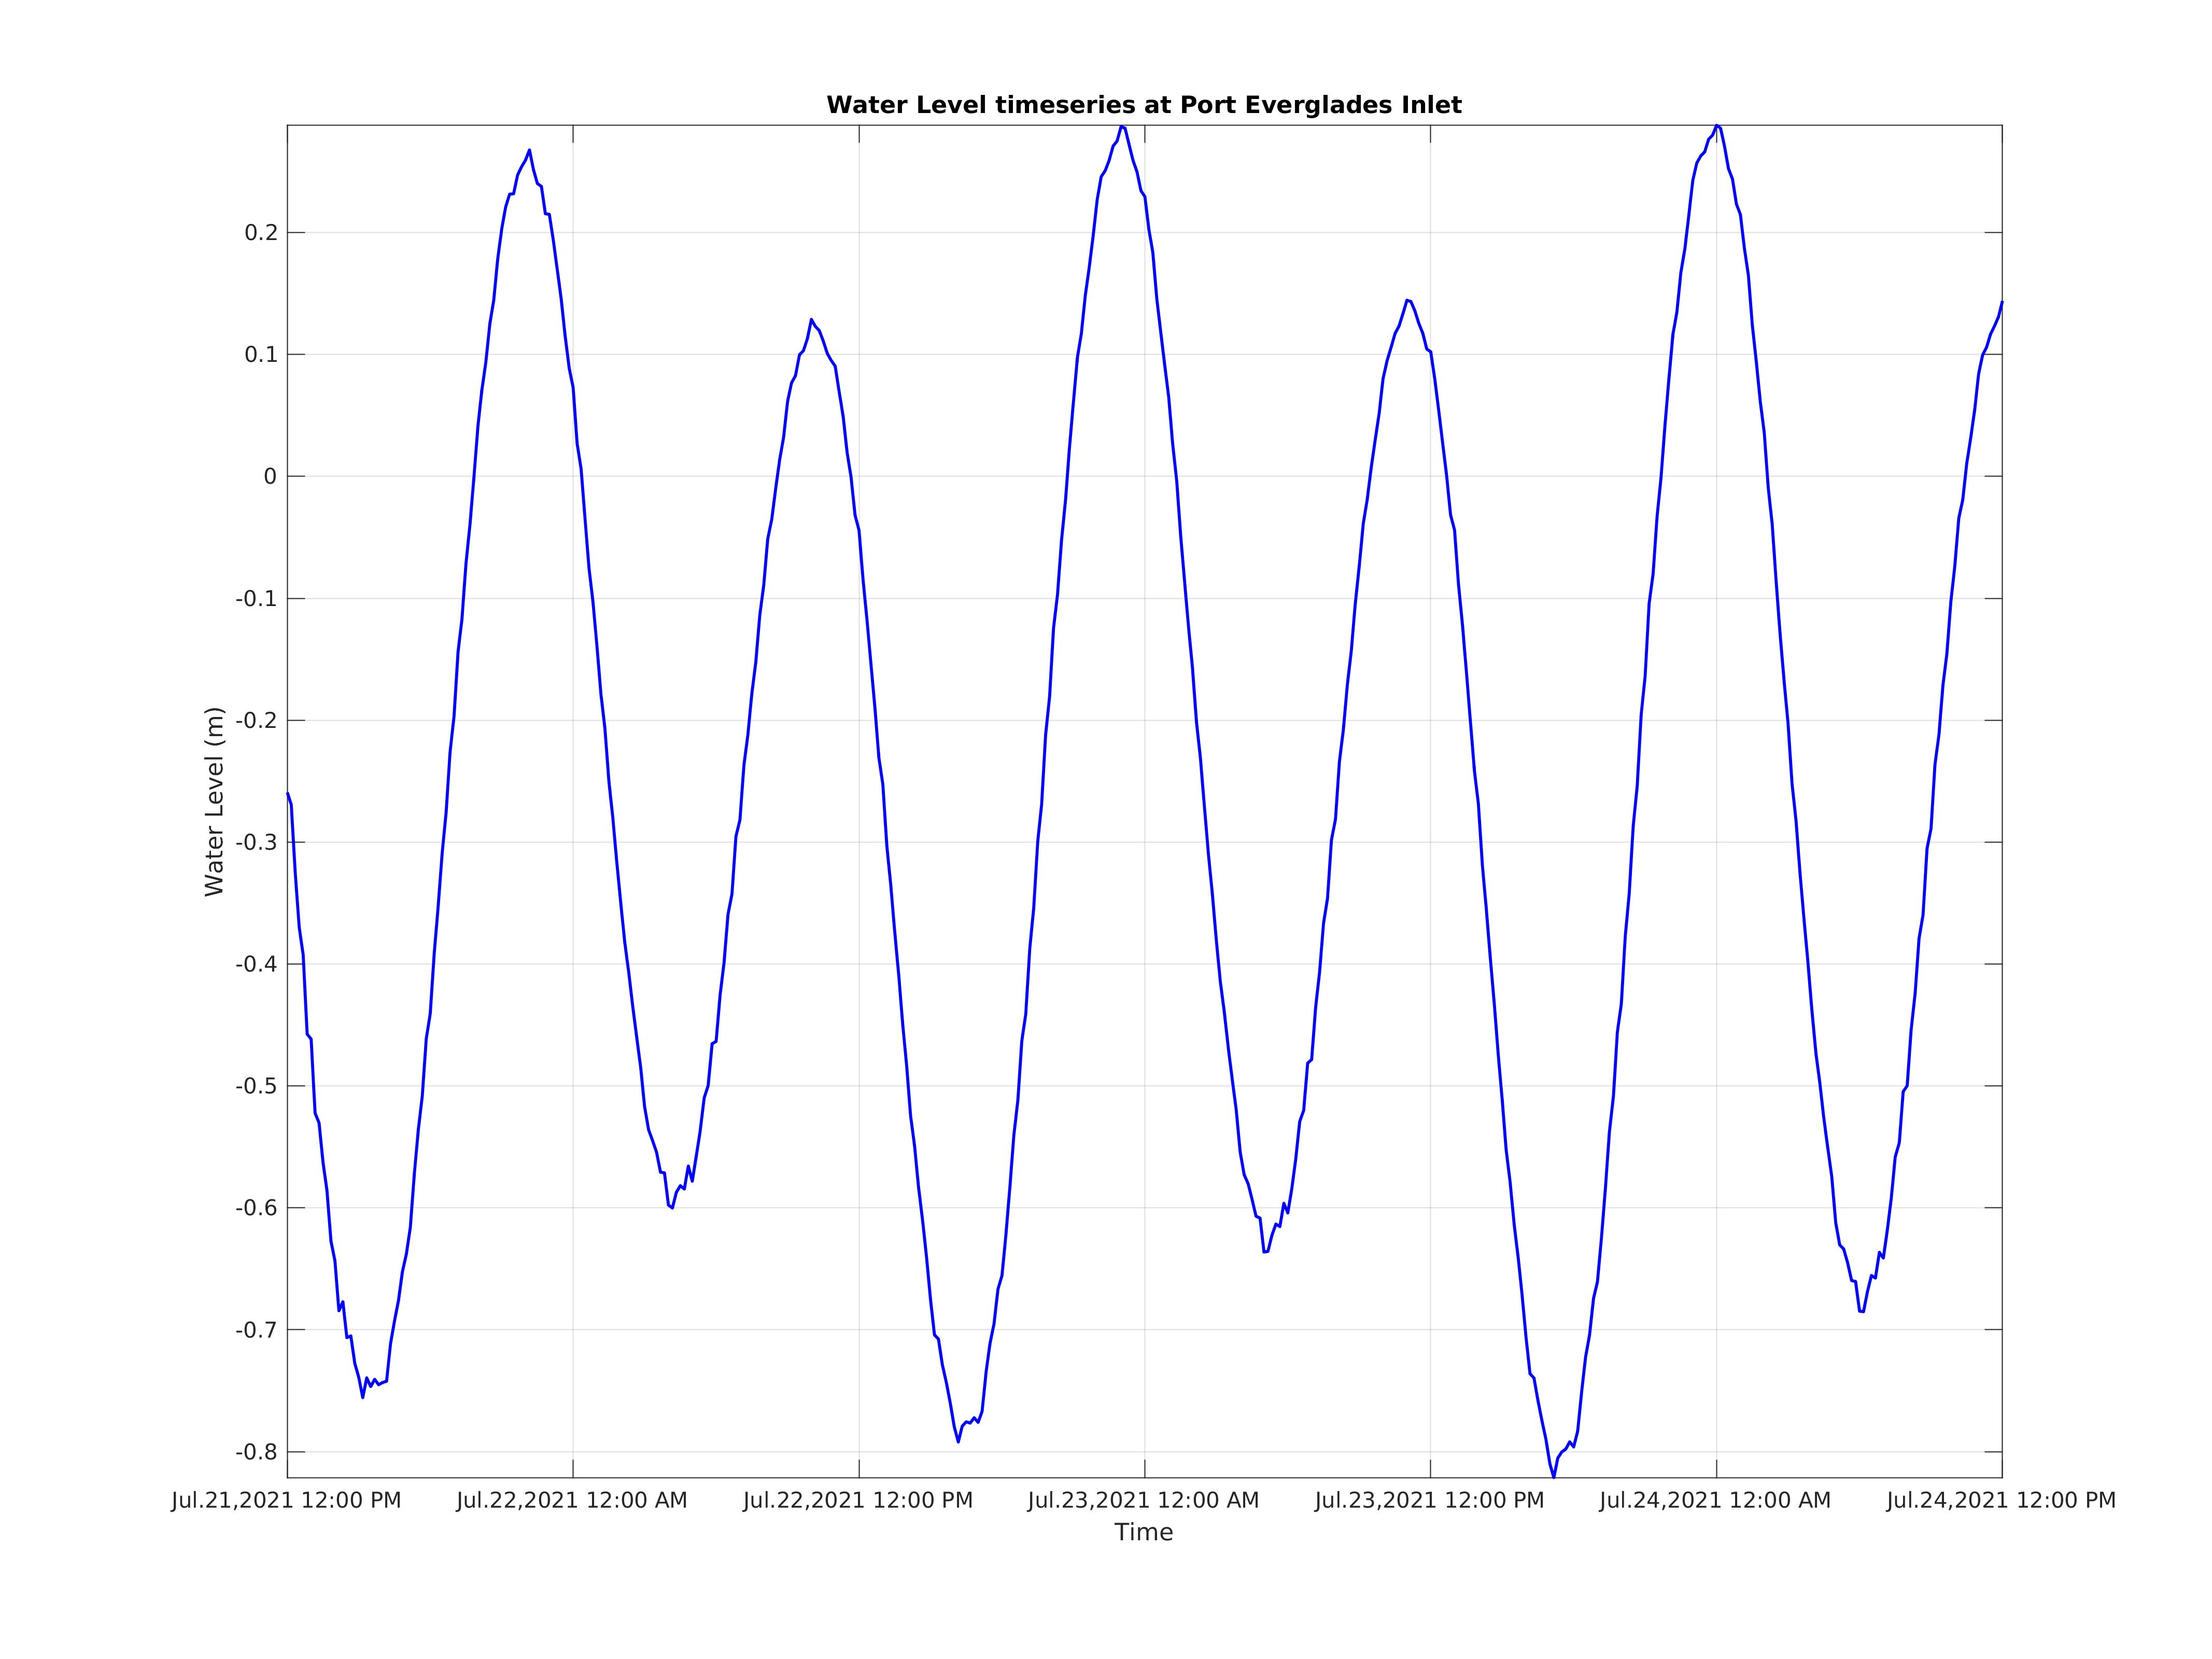 Water Level timeseries at Port Everglades Inlet
0.2
0.1
0
-0.1
-0.2
-0.3
-0.4
-0.5
-0.6
-0.7
-0.8
Water Level (m)
Jul.21,2021 12:00 PM
Jul.22,2021 12:00 AM
Jul.22,2021 12:00 PM
Jul.23,2021 12:00 AM
Jul.23,2021 12:00 PM
Jul.24,2021 12:00 AM
Jul.24,2021 12:00 PM
Time